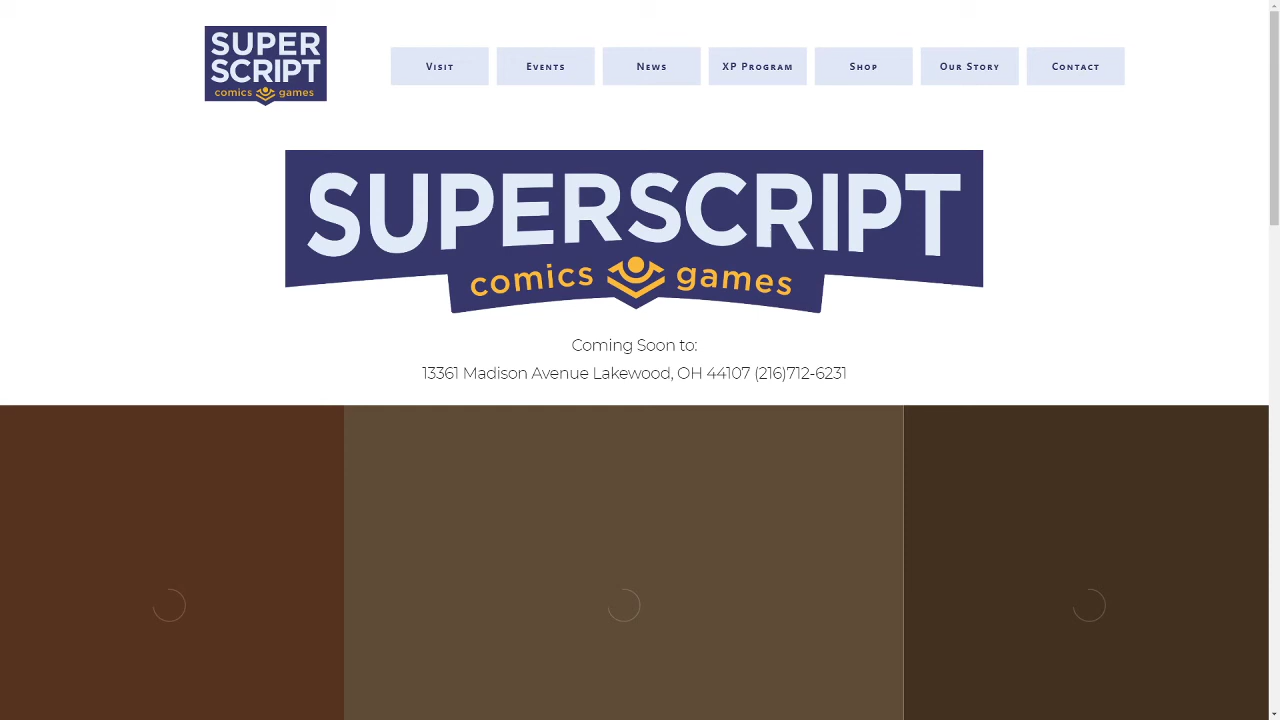 SUPER
SCRIPT
comics games
Visit
Events
News
XP Program
Shop
Our Story
Contact
SUPERSCRIPT
comics games
Coming Soon to:
13361 Madison Avenue Lakewood, OH 44107 (216)712-6231